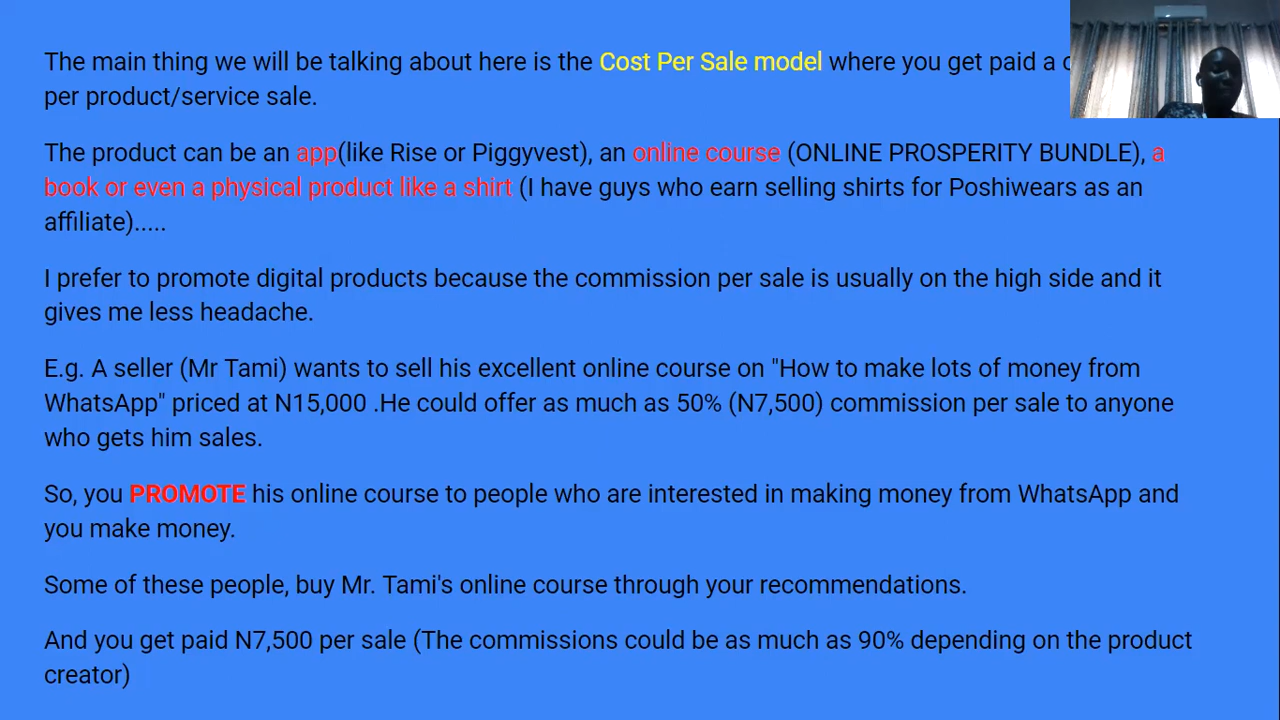 The main thing we will be talking about here is the Cost Per Sale model where you get paid a
per product/service sale.
The product can be an app(like Rise or Piggyvest), an online course (ONLINE PROSPERITY BUNDLE), a
book or even a physical product like a shirt (I have guys who earn selling shirts for Poshiwears as an
affiliate).....
I prefer to promote digital products because the commission per sale is usually on the high side and it
gives me less headache.
E.g. A seller (Mr Tami) wants to sell his excellent online course on "How to make lots of money from
WhatsApp" priced at N15,000 .He could offer as much as 50% (N7,500) commission per sale to anyone
who gets him sales.
So, you PROMOTE his online course to people who are interested in making money from WhatsApp and
you make money.
Some of these people, buy Mr. Tami's online course through your recommendations.
And you get paid N7,500 per sale (The commissions could be as much as 90% depending on the product
creator)